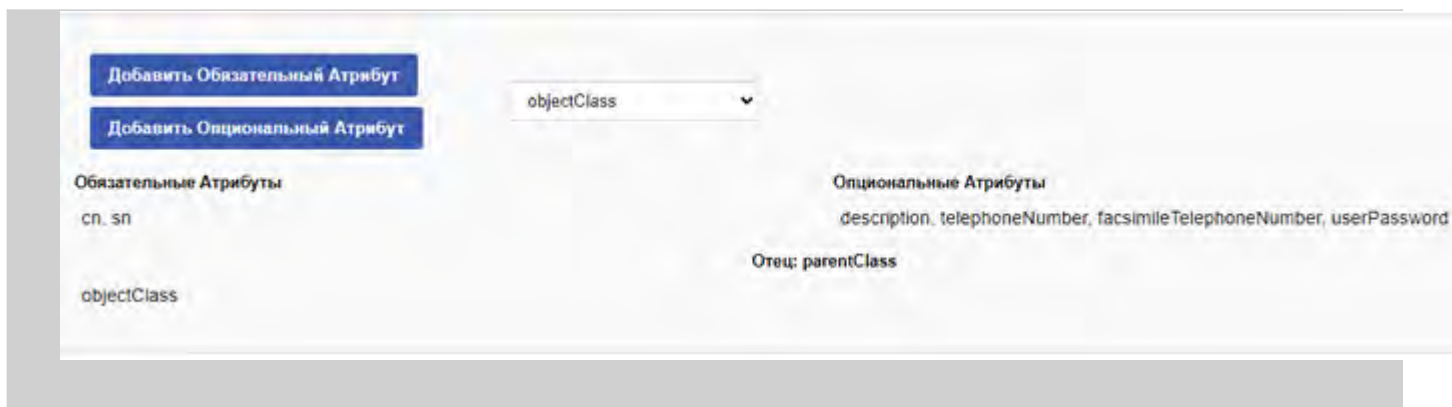 Добавить Обязательный Атрибут
objectClass
Добавить Опциональный Атрибут
Обязательные Атрибуты
Опциональные Атрибуты
cn, sn
description, telephoneNumber, facsimileTelephoneNumber, userPassword
Отец: parentClass
objectClass